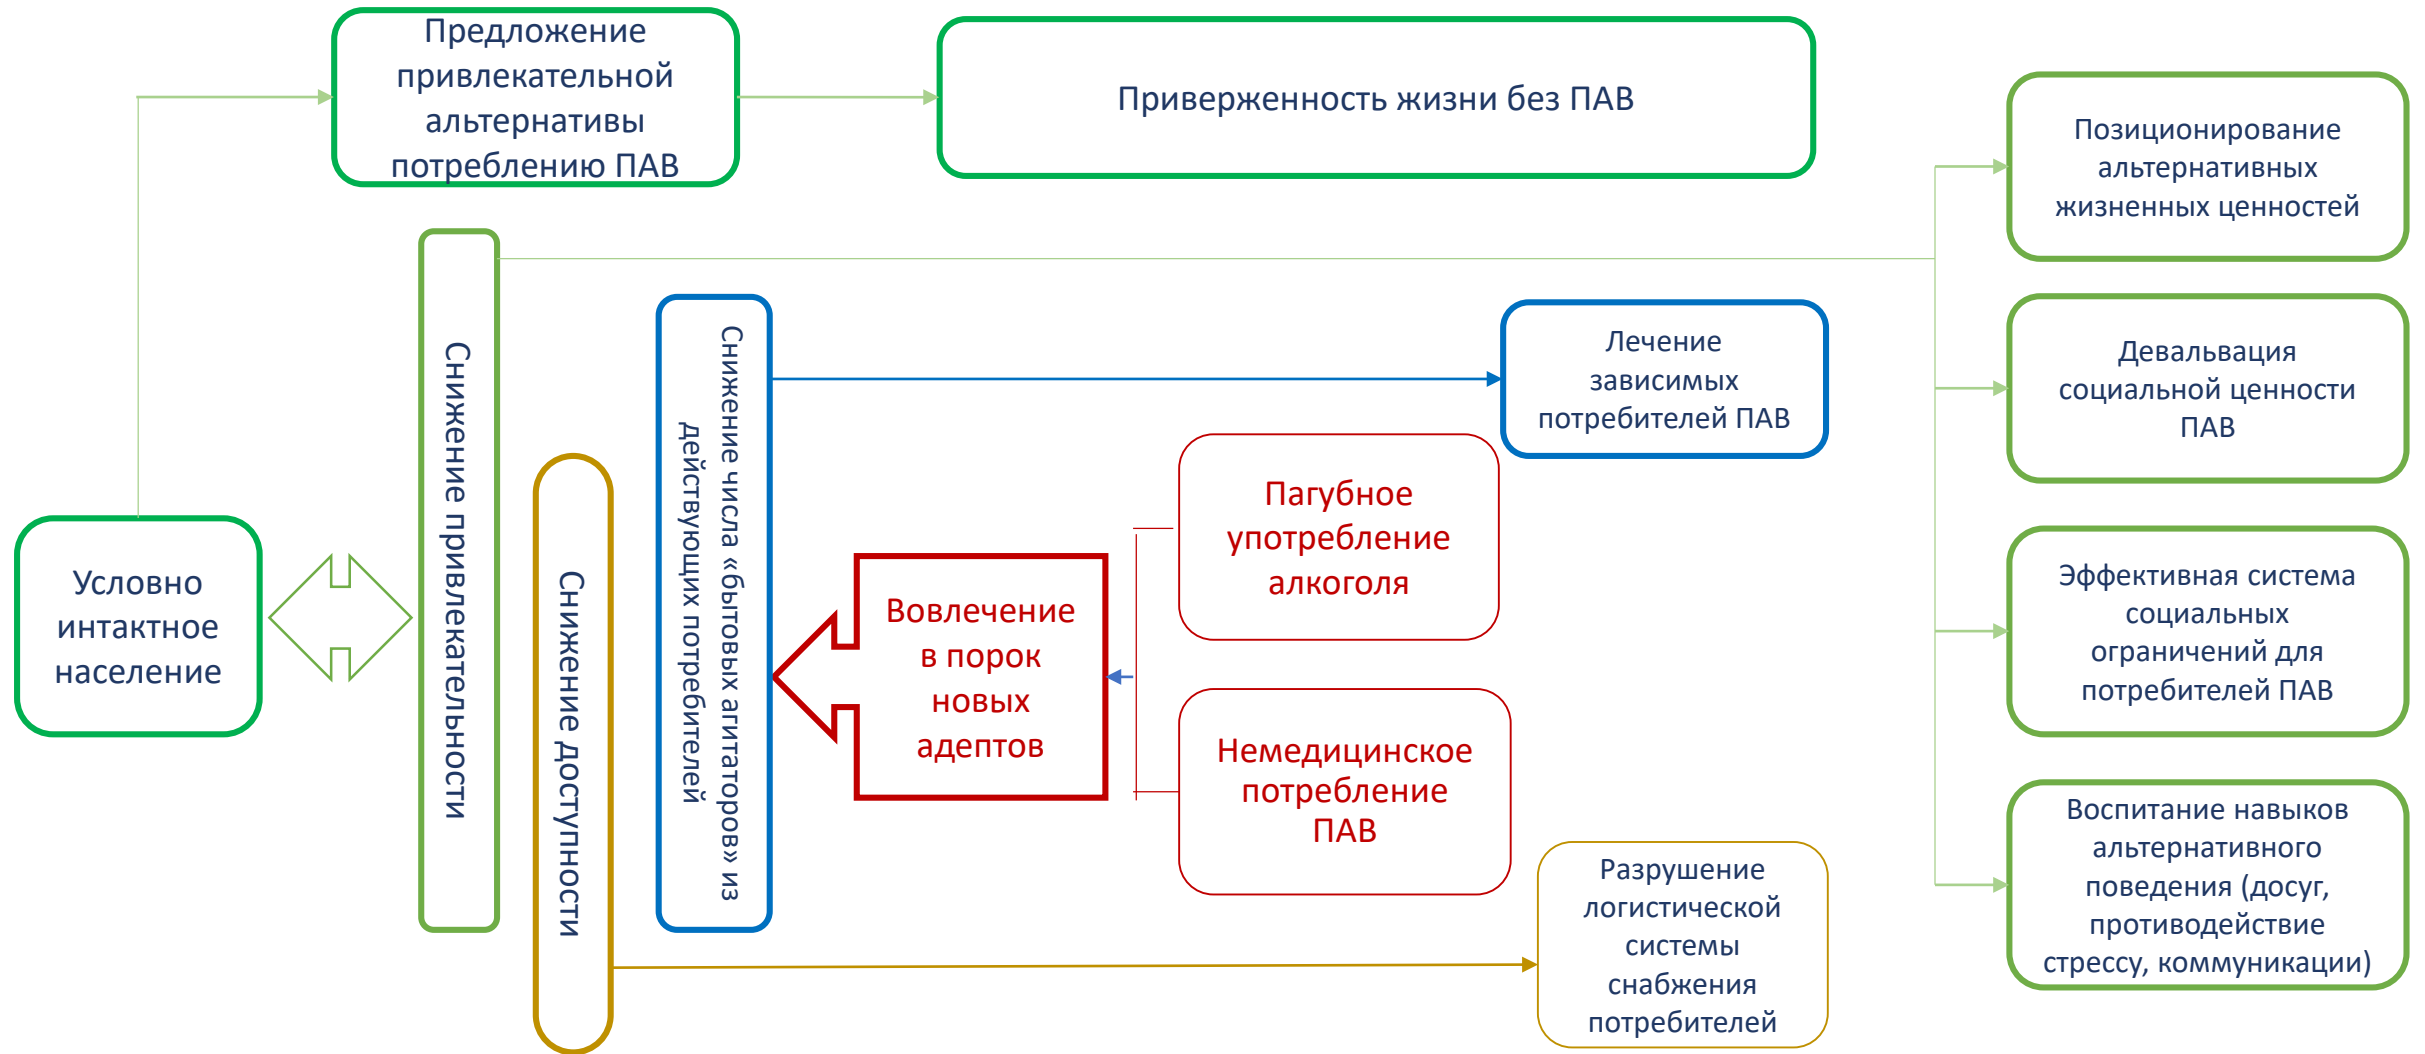 Предложение
привлекательной
альтернативы
потреблению ПАВ
Приверженность жизни без ПАВ
Позиционирование
альтернативных
жизненных ценностей
Снижение привлекательности
Снижение числа «бытовых агитаторов» из
действующих потребителей
Лечение
зависимых
потребителей ПАВ
Девальвация
социальной ценности
ПАВ
Условно
интактное
население
Снижение доступности
Вовлечение
в порок
новых
адептов
Пагубное
употребление
алкоголя
Немедицинское
потребление
ПАВ
Эффективная система
социальных
ограничений для
потребителей ПАВ
Разрушение
логистической
системы
снабжения
потребителей
Воспитание навыков
альтернативного
поведения (досуг,
противодействие
стрессу, коммуникации)